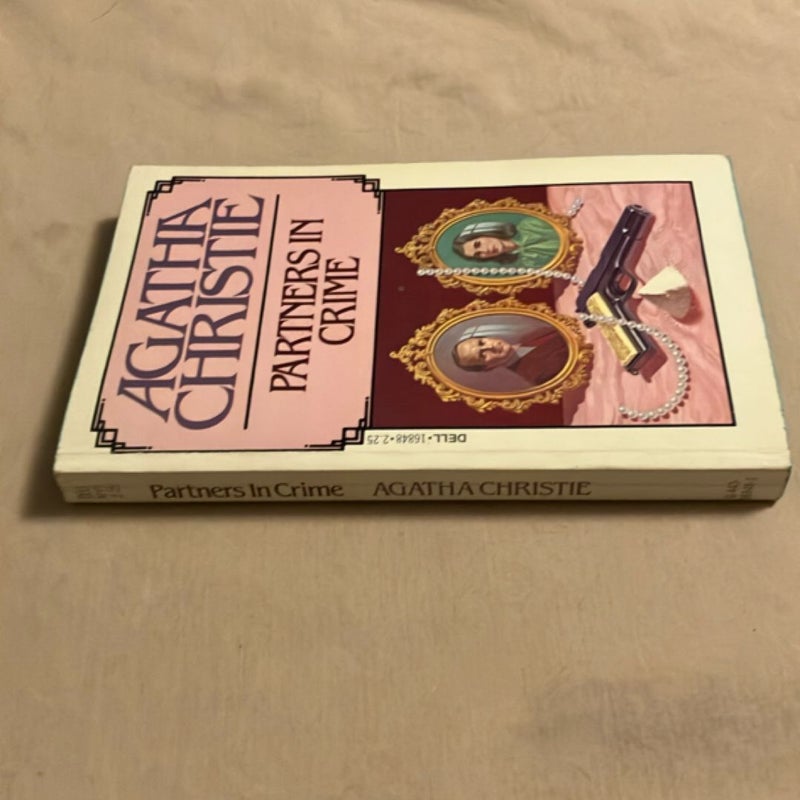 AGATHA
CHRISTIE
PARTNERS IN
CRIME
DELL • 16848 • 2.25
Partners In Crime AGATHA CHRISTIE